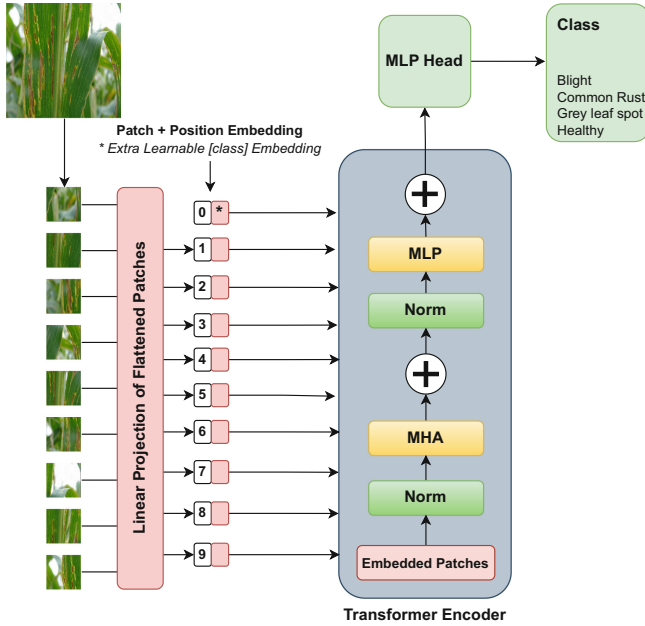 Class
Blight
Common Rust
Grey leaf spot
Healthy
MLP Head
Patch + Position Embedding
* Extra Learnable [class] Embedding
Linear Projection of Flattened Patches
0 *
1
2
3
4
5
6
7
8
9
MLP
Norm
MHA
Norm
Embedded Patches
Transformer Encoder